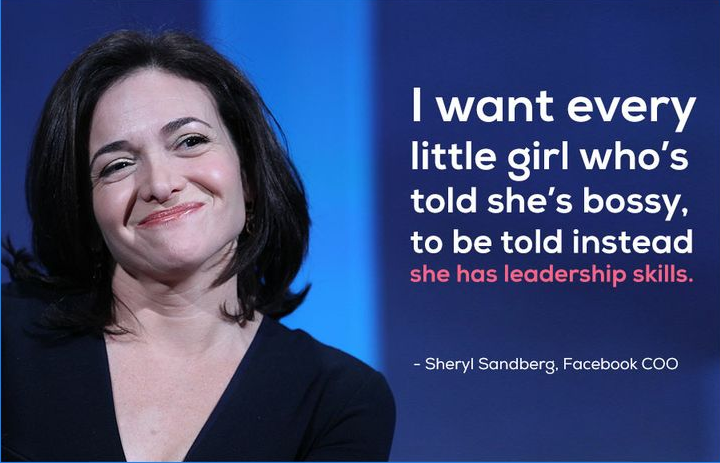 I want every
little girl who's
told she's bossy,
to be told instead
she has leadership skills.
- Sheryl Sandberg, Facebook COO